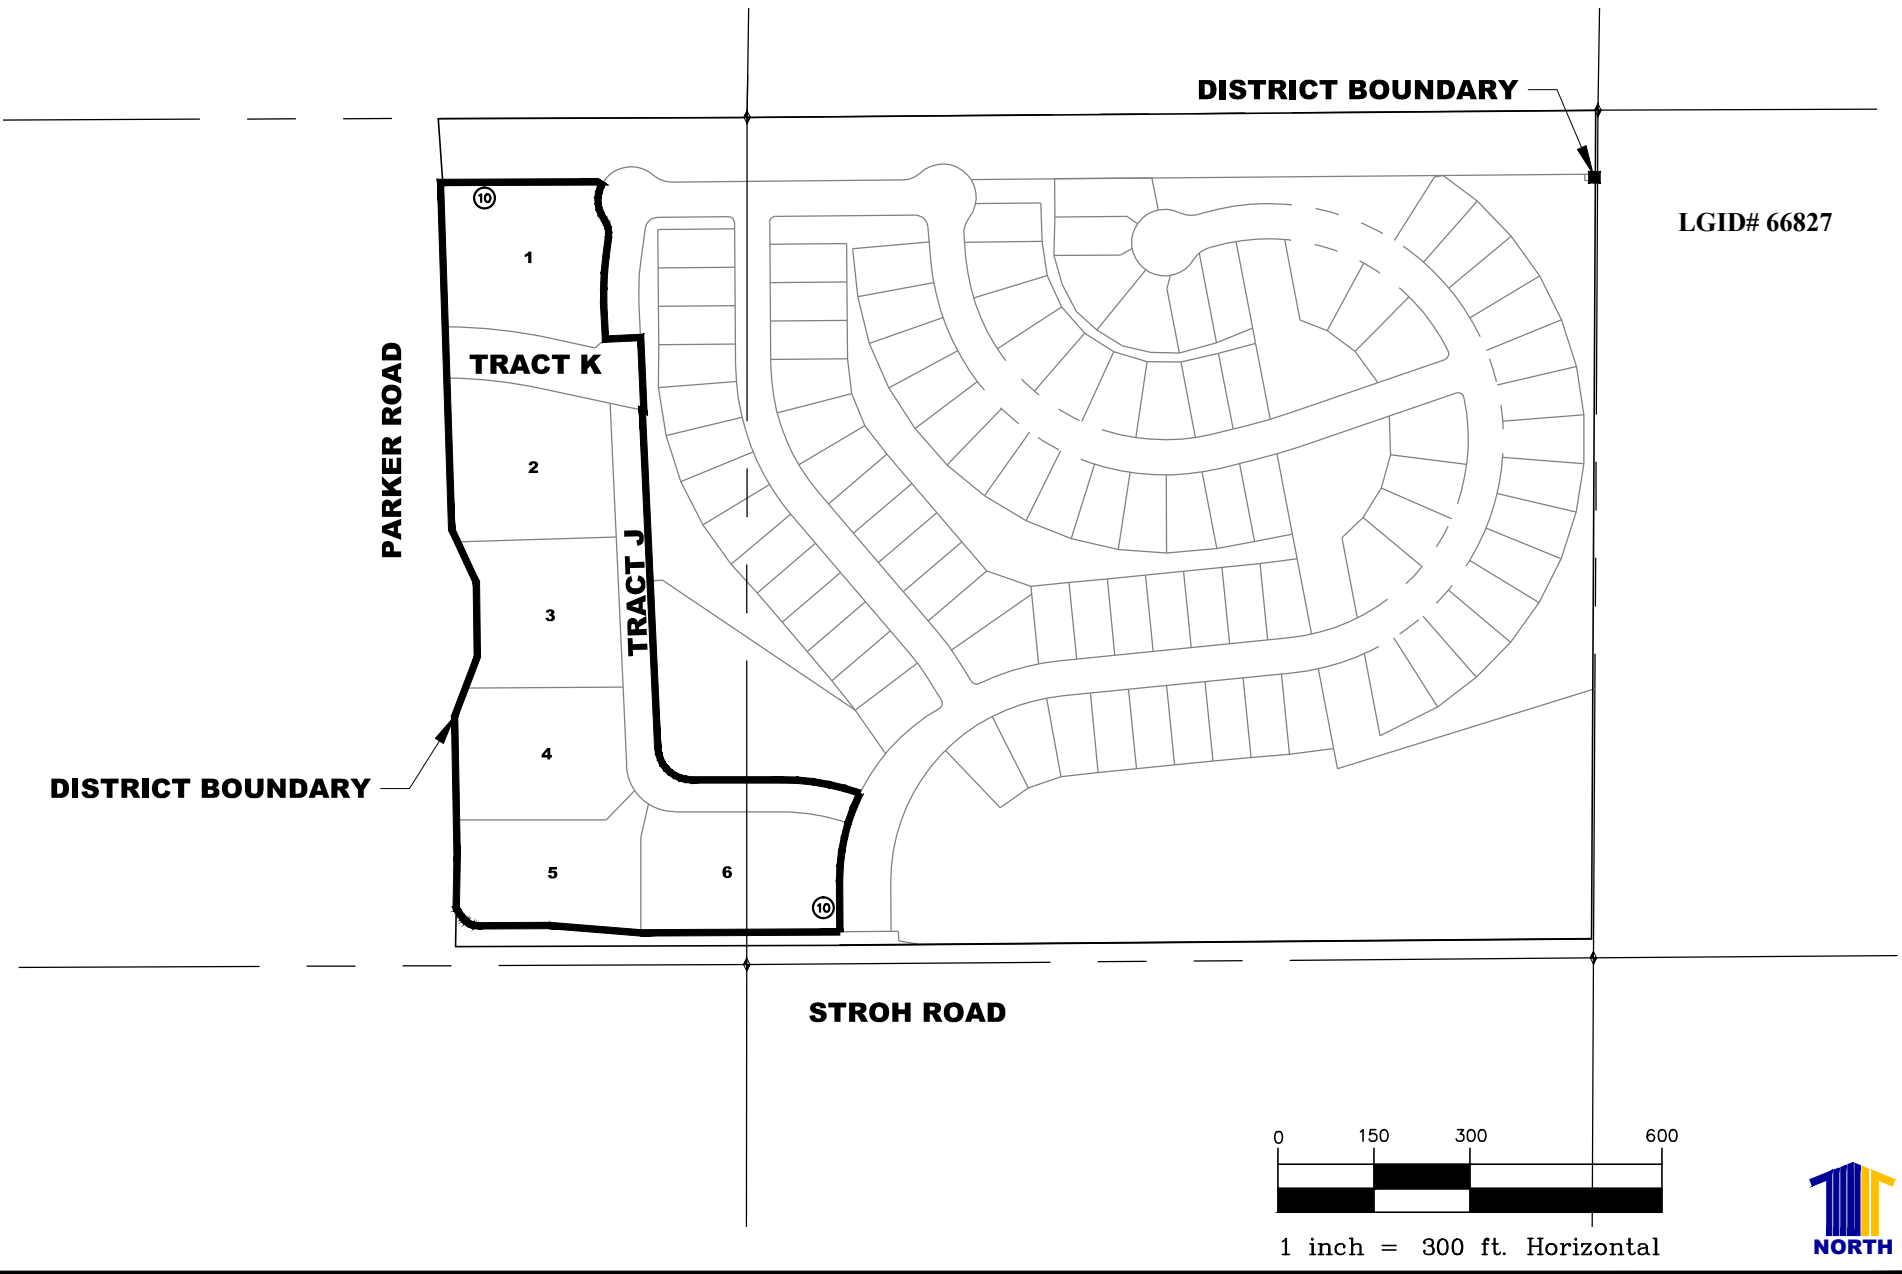 DISTRICT BOUNDARY
LGID# 66827
10
1
TRACT K
PARKER ROAD
2
TRACT J
3
4
DISTRICT BOUNDARY
5
6
10
STROH ROAD
0 150 300 600
1 inch = 300 ft. Horizontal
NORTH